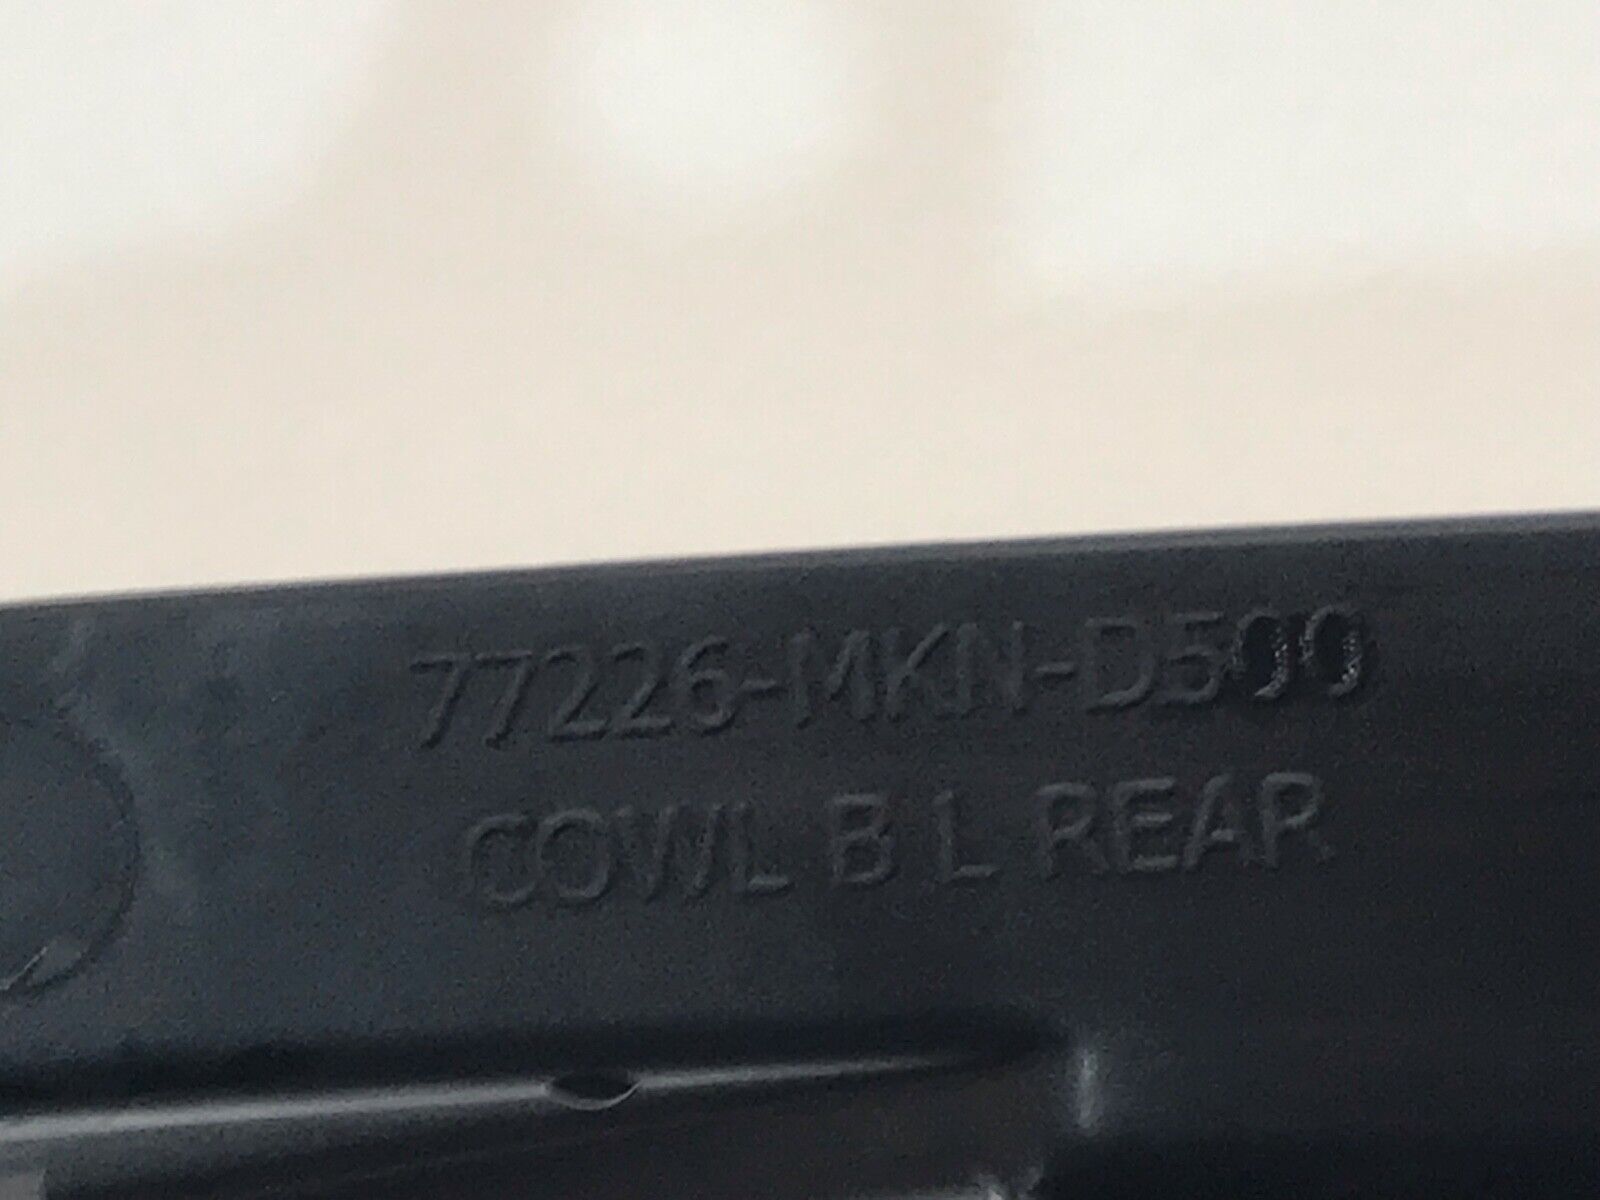 77226-MKN-D500
COWL B L REAR